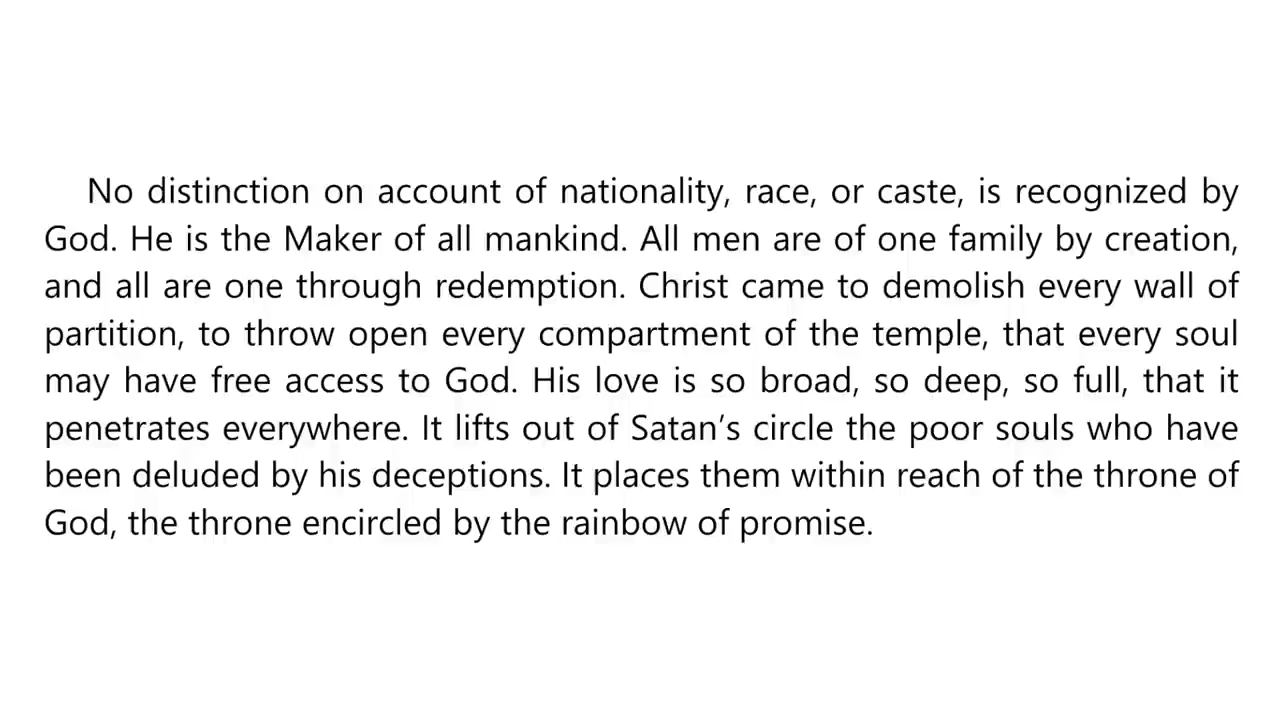 No distinction on account of nationality, race, or caste, is recognized by
God. He is the Maker of all mankind. All men are of one family by creation,
and all are one through redemption. Christ came to demolish every wall of
partition, to throw open every compartment of the temple, that every soul
may have free access to God. His love is so broad, so deep, so full, that it
penetrates everywhere. It lifts out of Satan’s circle the poor souls who have
been deluded by his deceptions. It places them within reach of the throne of
God, the throne encircled by the rainbow of promise.